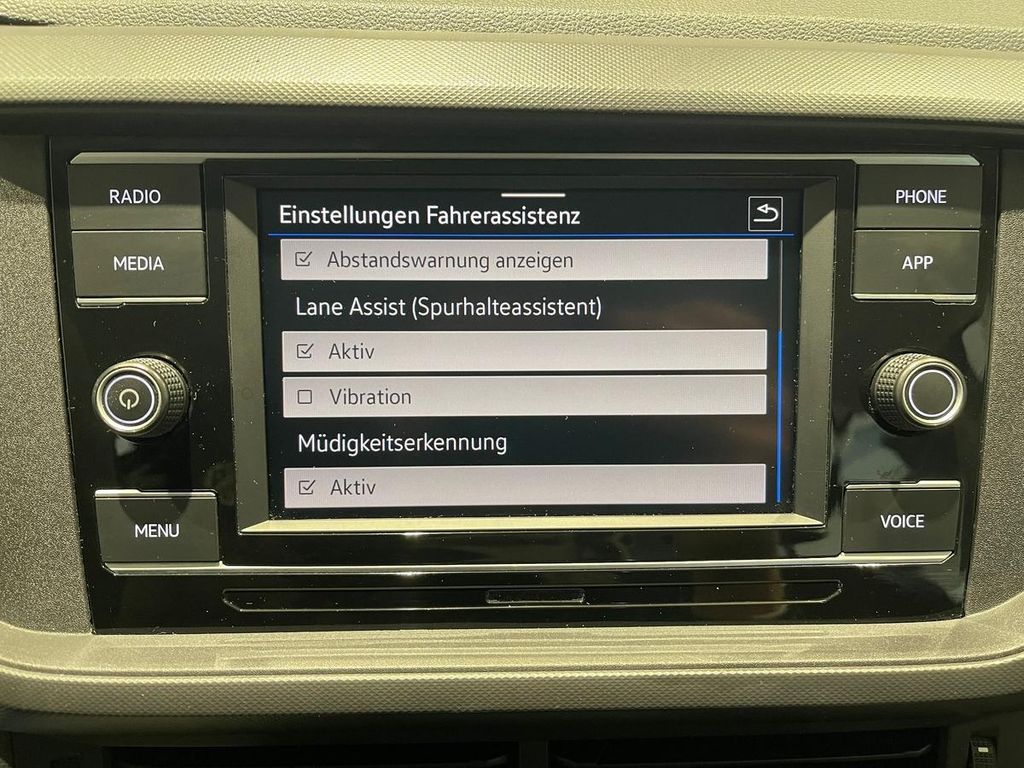 RADIO
MEDIA
MENU
Einstellungen Fahrerassistenz
Abstandswarnung anzeigen
Lane Assist (Spurhalteassistent)
Aktiv
Vibration
Müdigkeitserkennung
Aktiv
PHONE
APP
VOICE